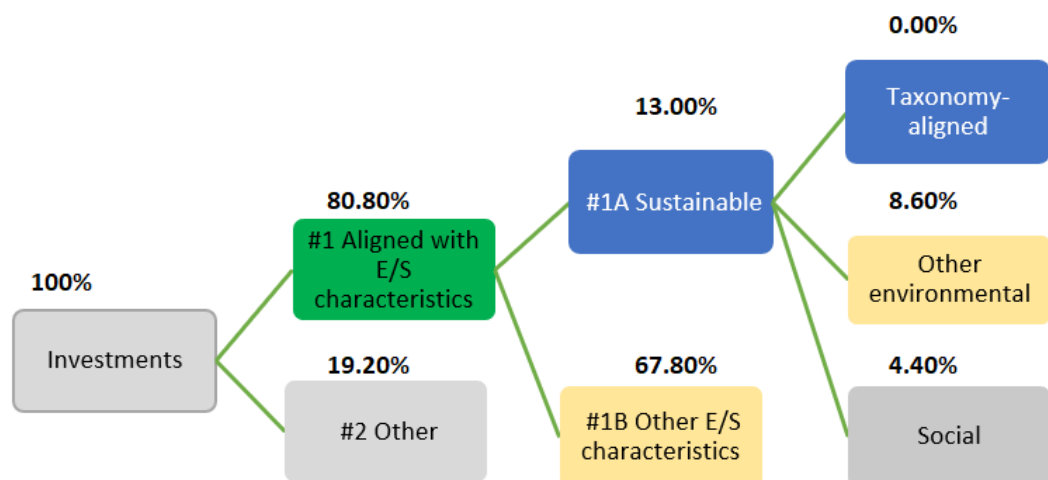 0.00%
Taxonomy-
aligned
13.00%
#1A Sustainable
80.80%
8.60%
#1 Aligned with
E/S
characteristics
Other
environmental
100%
Investments
19.20%
67.80%
4.40%
#2 Other
#1B Other E/S
characteristics
Social